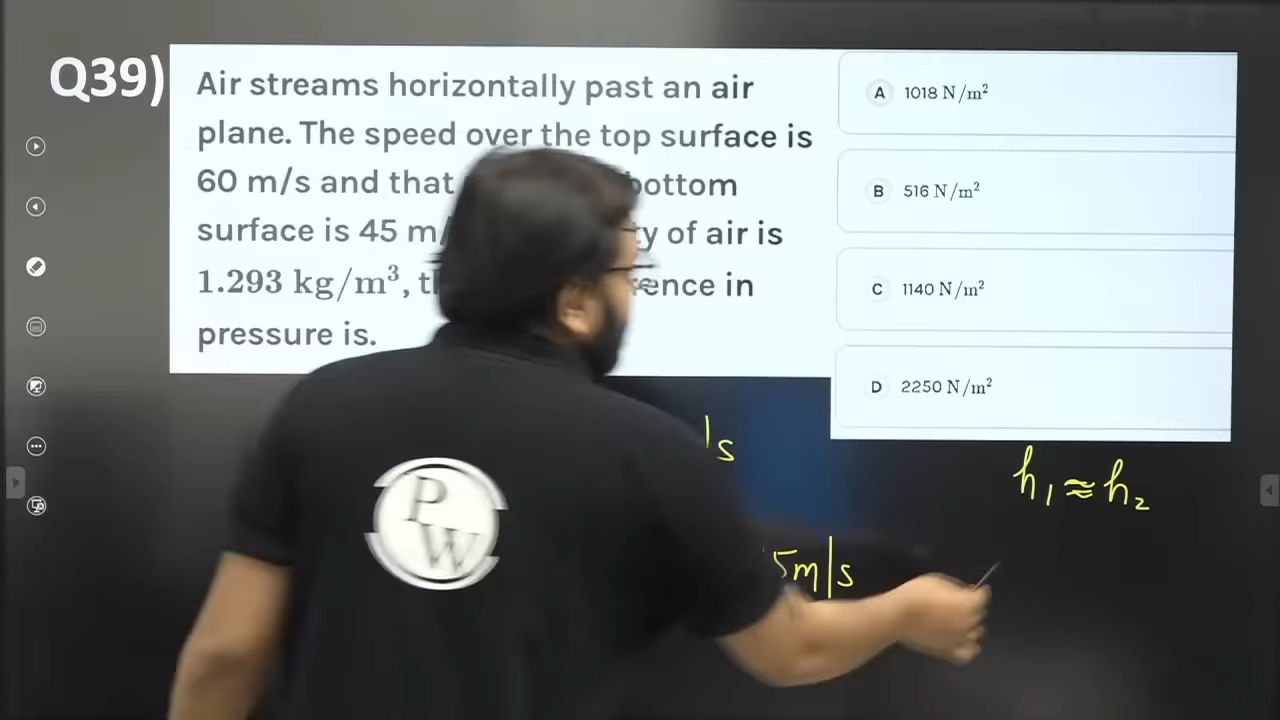 Q39)
Air streams horizontally past an air
plane. The speed over the top surface is
60 m/s and that bottom
surface is 45 m/ of air is
1.293 kg/m³, in
pressure is.
A 1018 N/m²
B 516 N/m²
C 1140 N/m²
D 2250 N/m²
|s
h₁≈h₂
5m|s
PW